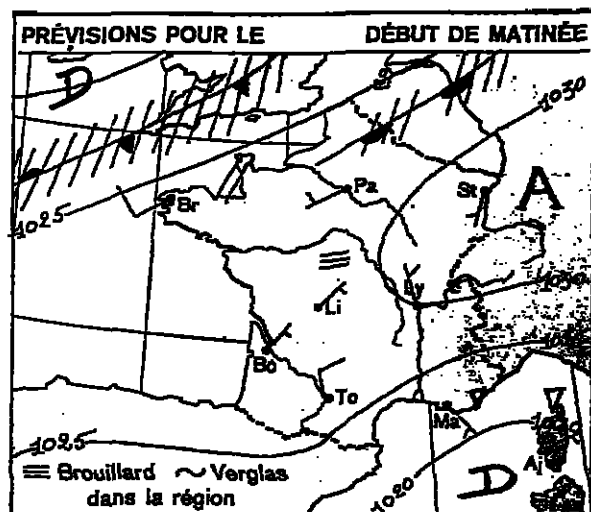 PRÉVISIONS POUR LE DÉBUT DE MATINÉE
D
1030
Pa
St
A
Br
1025
Ly
1030
Li
Bo
To
Ma
1025
Aj
D
1020
Brouillard Verglas
dans la région